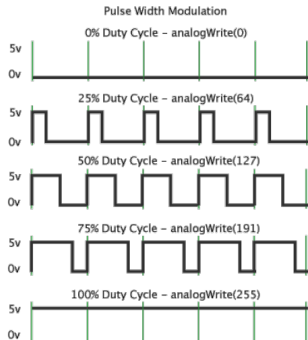 Pulse Width Modulation
0% Duty Cycle – analogWrite(0)
5v
0v
25% Duty Cycle – analogWrite(64)
5v
0v
50% Duty Cycle – analogWrite(127)
5v
0v
75% Duty Cycle – analogWrite(191)
5v
0v
100% Duty Cycle – analogWrite(255)
5v
0v